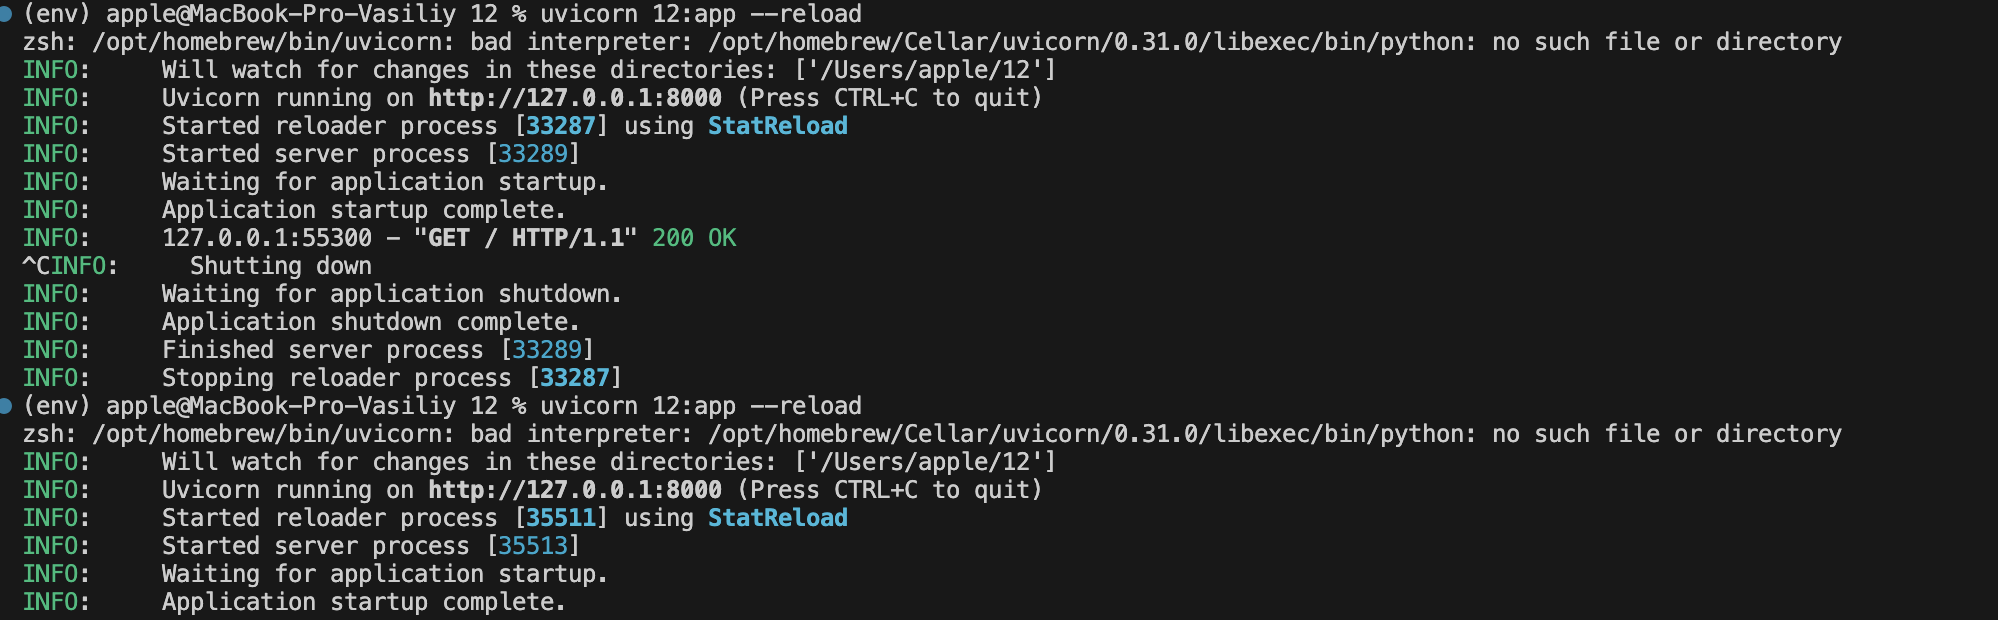 (env) apple@MacBook-Pro-Vasiliy 12 % uvicorn 12:app --reload
zsh: /opt/homebrew/bin/uvicorn: bad interpreter: /opt/homebrew/Cellar/uvicorn/0.31.0/libexec/bin/python: no such file or directory
INFO:     Will watch for changes in these directories: ['/Users/apple/12']
INFO:     Uvicorn running on http://127.0.0.1:8000 (Press CTRL+C to quit)
INFO:     Started reloader process [33287] using StatReload
INFO:     Started server process [33289]
INFO:     Waiting for application startup.
INFO:     Application startup complete.
INFO:     127.0.0.1:55300 - "GET / HTTP/1.1" 200 OK
^CINFO:     Shutting down
INFO:     Waiting for application shutdown.
INFO:     Application shutdown complete.
INFO:     Finished server process [33289]
INFO:     Stopping reloader process [33287]
(env) apple@MacBook-Pro-Vasiliy 12 % uvicorn 12:app --reload
zsh: /opt/homebrew/bin/uvicorn: bad interpreter: /opt/homebrew/Cellar/uvicorn/0.31.0/libexec/bin/python: no such file or directory
INFO:     Will watch for changes in these directories: ['/Users/apple/12']
INFO:     Uvicorn running on http://127.0.0.1:8000 (Press CTRL+C to quit)
INFO:     Started reloader process [35511] using StatReload
INFO:     Started server process [35513]
INFO:     Waiting for application startup.
INFO:     Application startup complete.